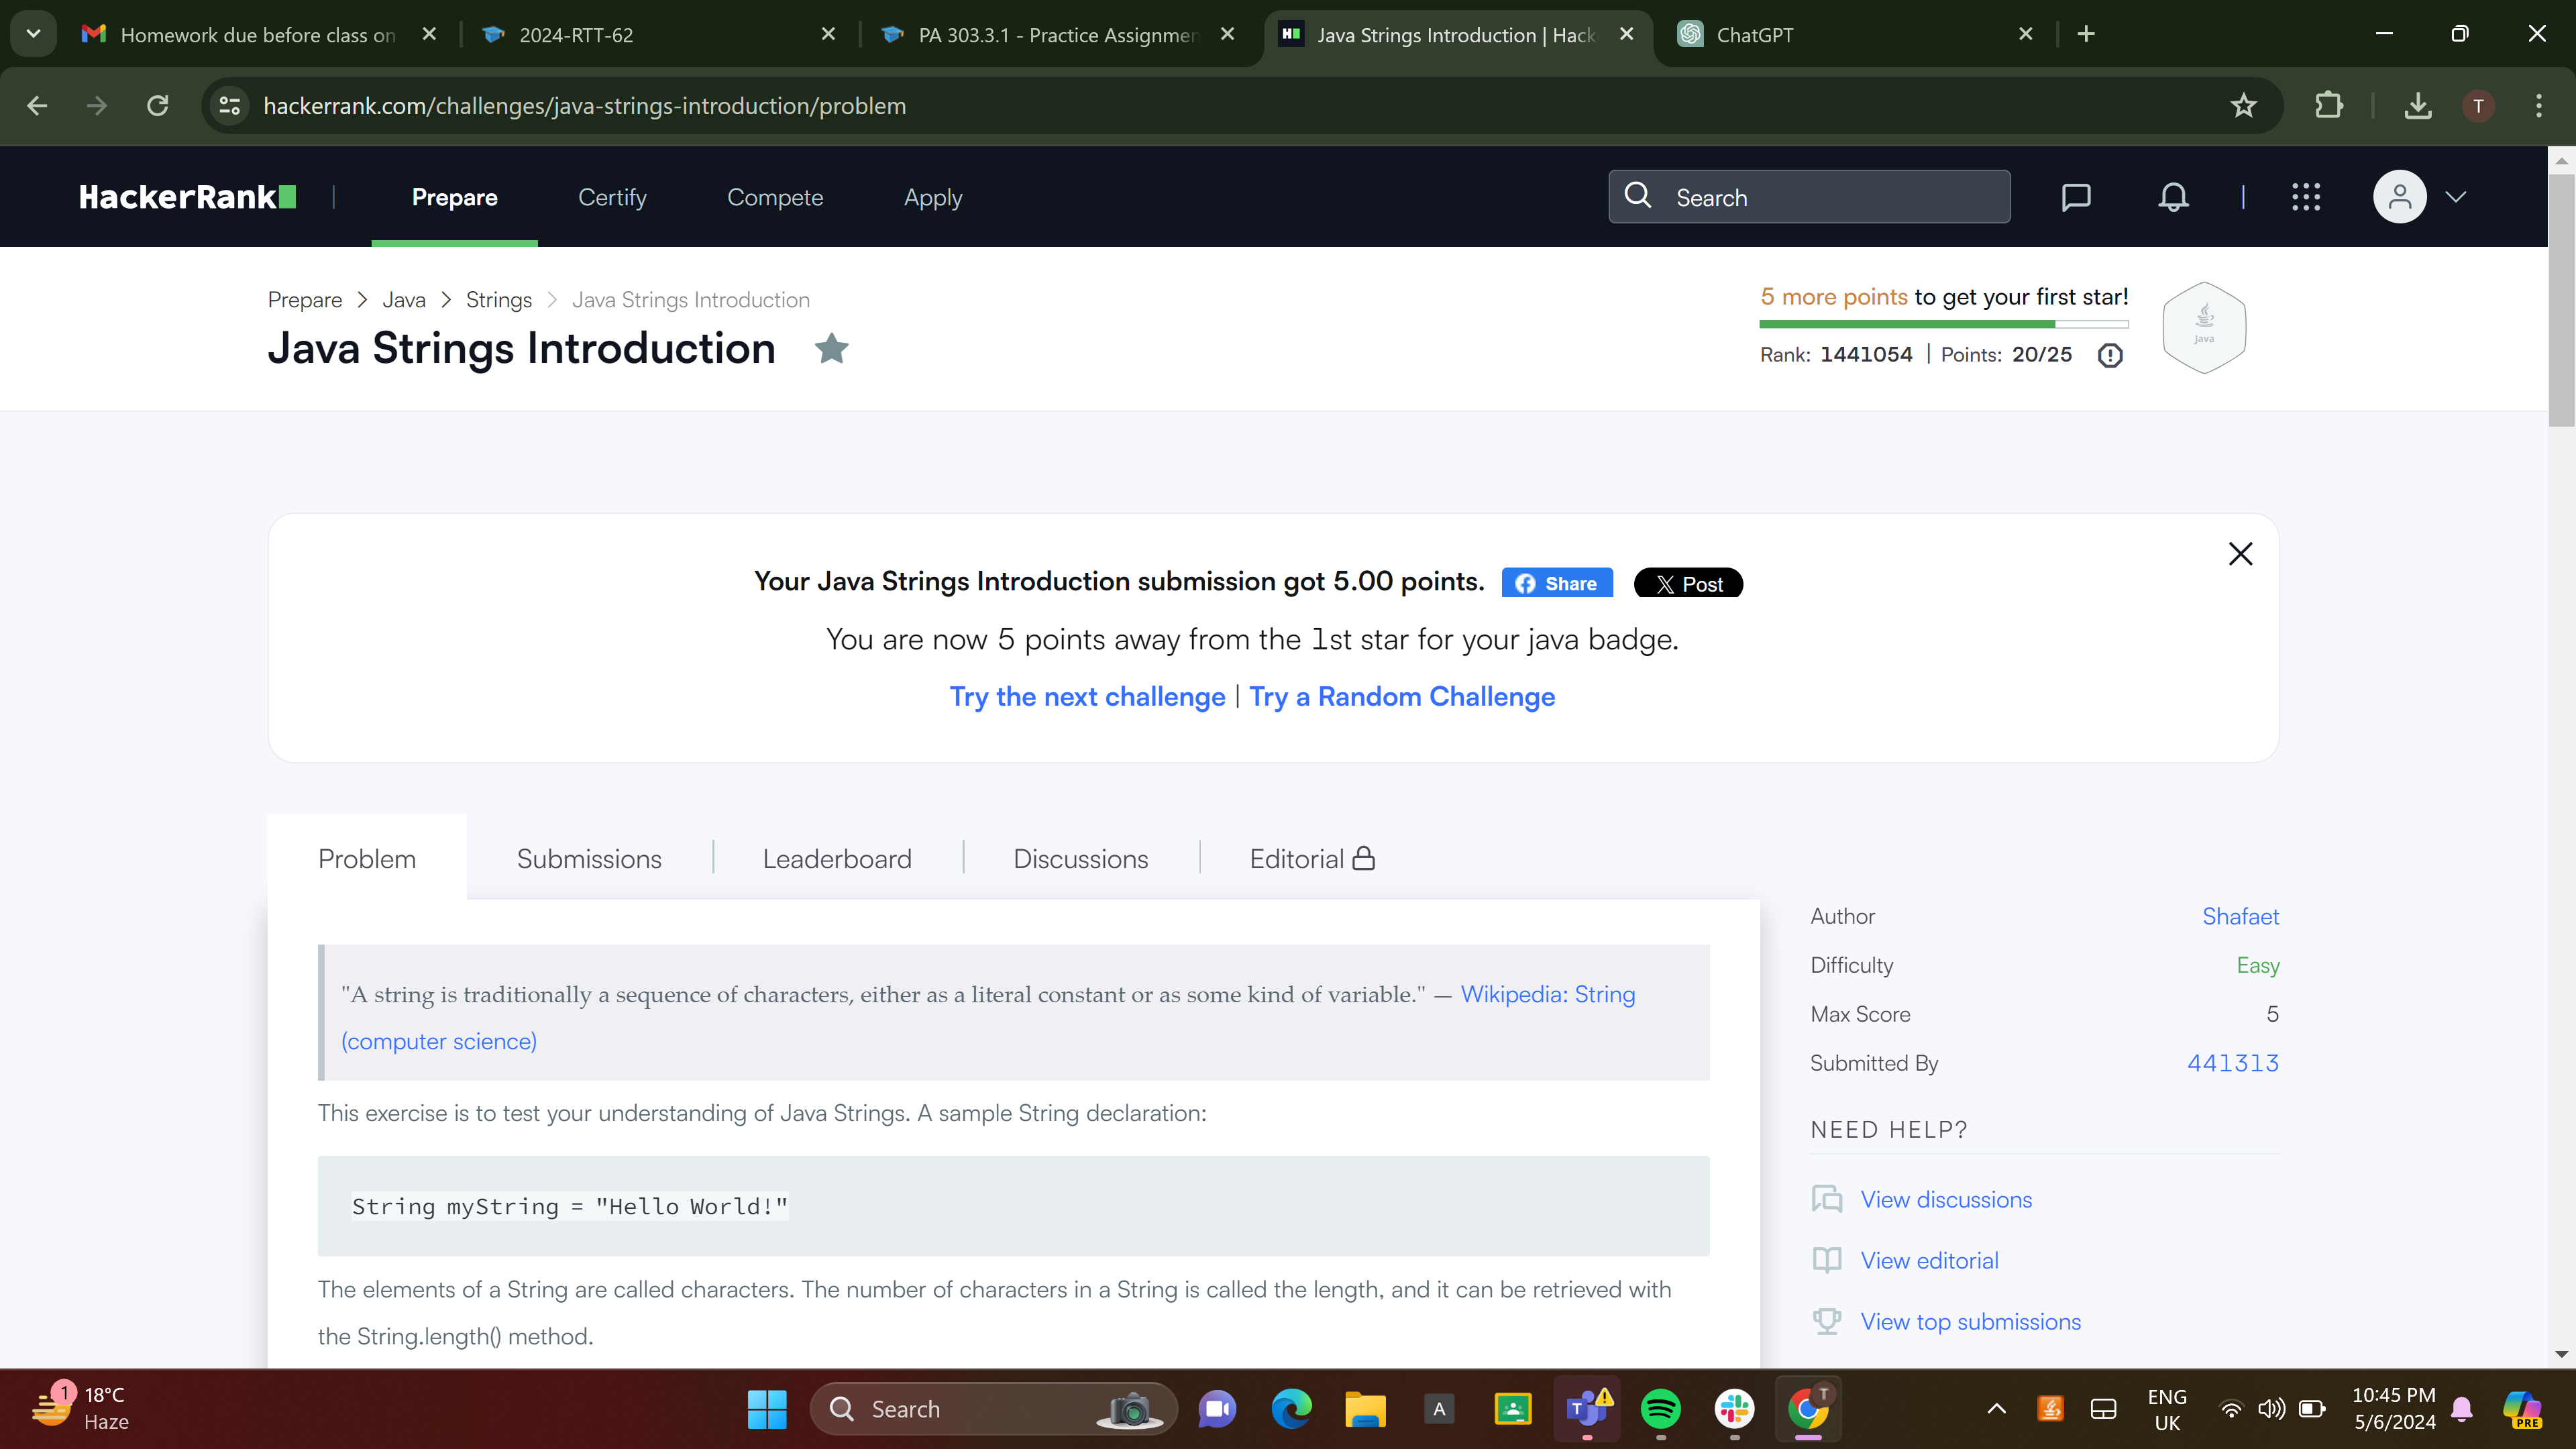 Homework due before class on
2024-RTT-62
PA 303.3.1 - Practice Assignmen
Java Strings Introduction | Hack
ChatGPT
hackerrank.com/challenges/java-strings-introduction/problem
T
HackerRank
Prepare
Certify
Compete
Apply
Search
Prepare > Java > Strings > Java Strings Introduction
Java Strings Introduction
5 more points to get your first star!
Rank: 1441054 | Points: 20/25
Java
Your Java Strings Introduction submission got 5.00 points.
Share
X Post
You are now 5 points away from the 1st star for your java badge.
Try the next challenge | Try a Random Challenge
Problem
Submissions
Leaderboard
Discussions
Editorial
"A string is traditionally a sequence of characters, either as a literal constant or as some kind of variable." — Wikipedia: String
(computer science)
This exercise is to test your understanding of Java Strings. A sample String declaration:
String myString = "Hello World!"
The elements of a String are called characters. The number of characters in a String is called the length, and it can be retrieved with
the String.length() method.
Author Shafaet
Difficulty Easy
Max Score 5
Submitted By 441313
NEED HELP?
View discussions
View editorial
View top submissions
1
18°C
Haze
Search
A
T
T
ENG
UK
10:45 PM
5/6/2024
PRE